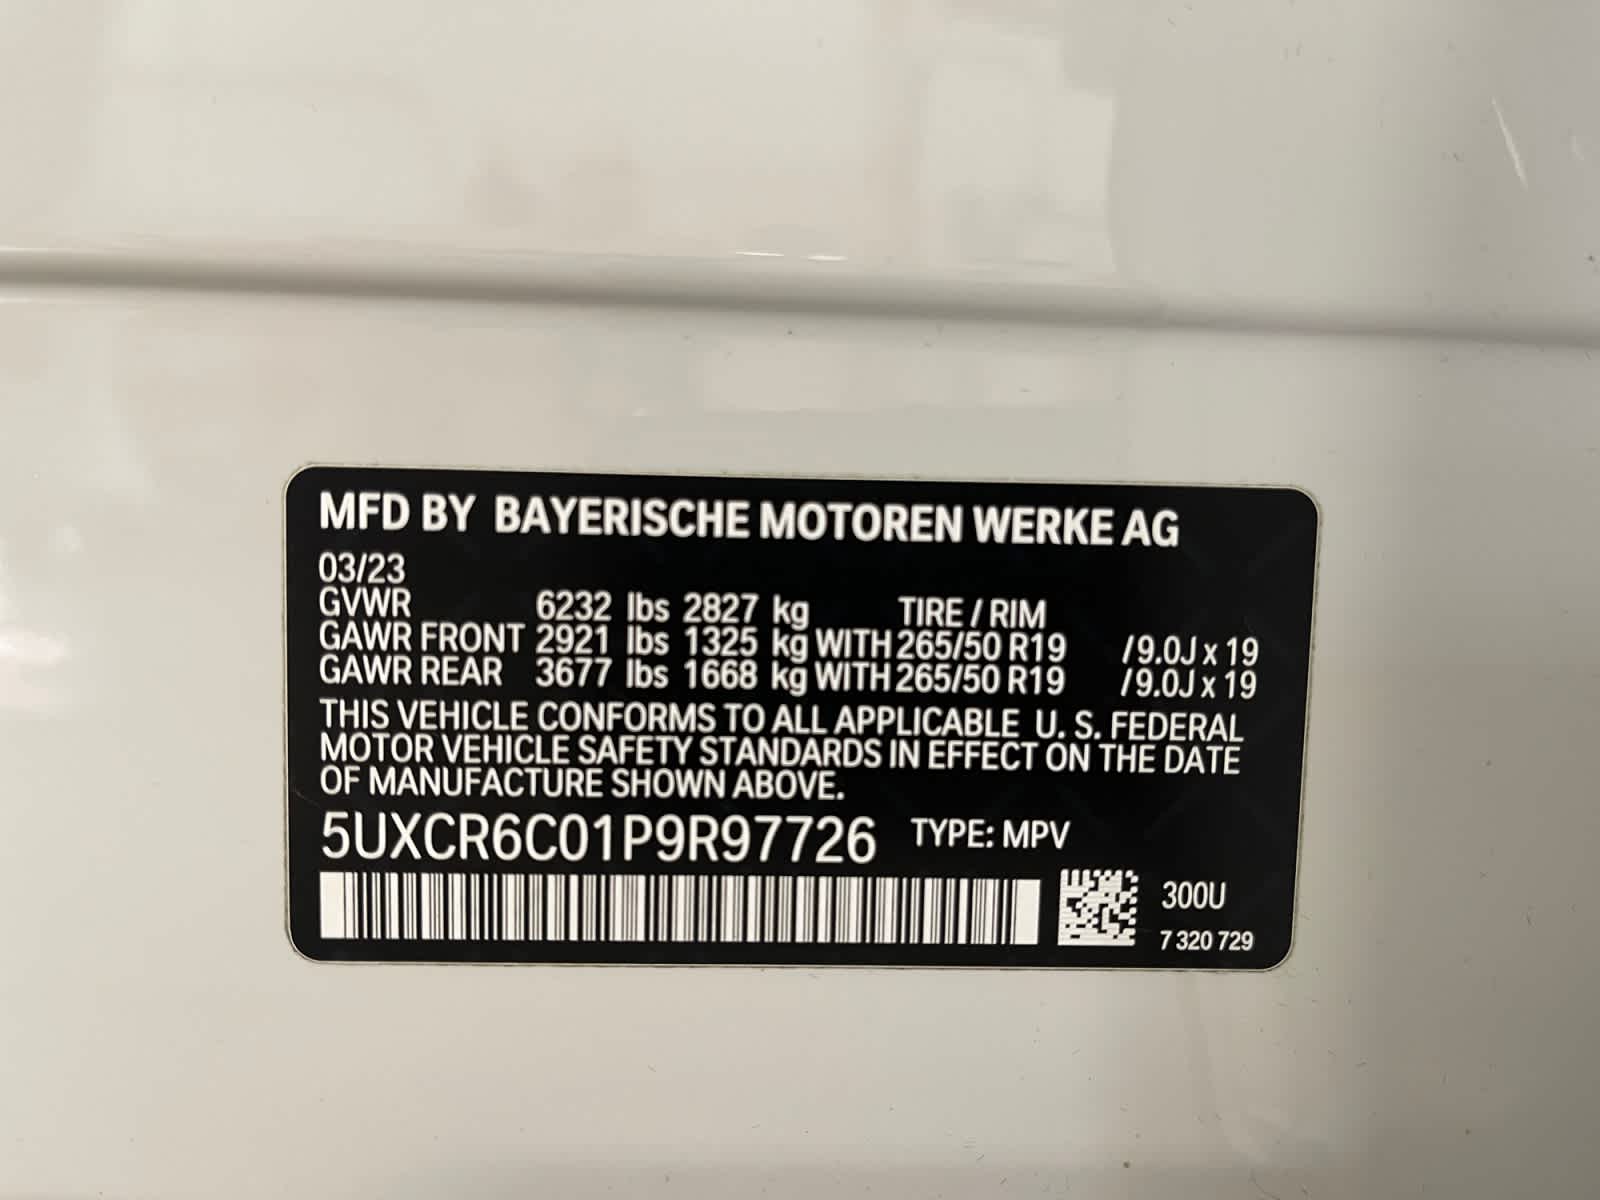 MFD BY BAYERISCHE MOTOREN WERKE AG
03/23
GVWR 6232 lbs 2827 kg TIRE / RIM
GAWR FRONT 2921 lbs 1325 kg WITH 265/50 R19 /9.0J x 19
GAWR REAR 3677 lbs 1668 kg WITH 265/50 R19 /9.0J x 19
THIS VEHICLE CONFORMS TO ALL APPLICABLE U. S. FEDERAL
MOTOR VEHICLE SAFETY STANDARDS IN EFFECT ON THE DATE
OF MANUFACTURE SHOWN ABOVE.
5UXCR6C01P9R97726 TYPE: MPV
300U
7 320 729